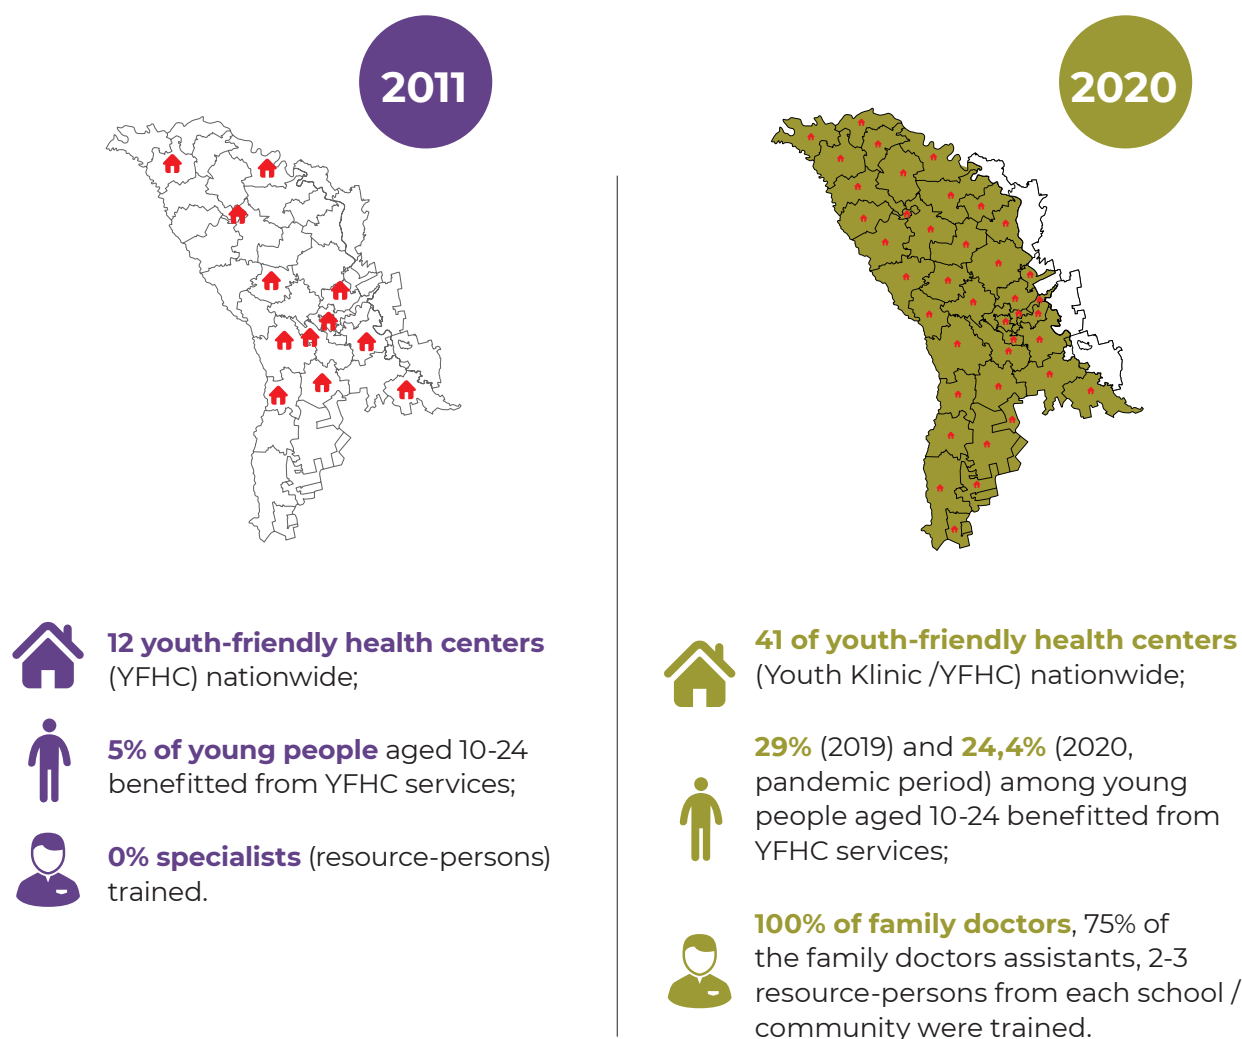 2011
12 youth-friendly health centers
(YFHC) nationwide;
5% of young people aged 10-24
benefitted from YFHC services;
0% specialists (resource-persons)
trained.
2020
41 of youth-friendly health centers
(Youth Klinic /YFHC) nationwide;
29% (2019) and 24,4% (2020,
pandemic period) among young
people aged 10-24 benefitted from
YFHC services;
100% of family doctors, 75% of
the family doctors assistants, 2-3
resource-persons from each school /
community were trained.